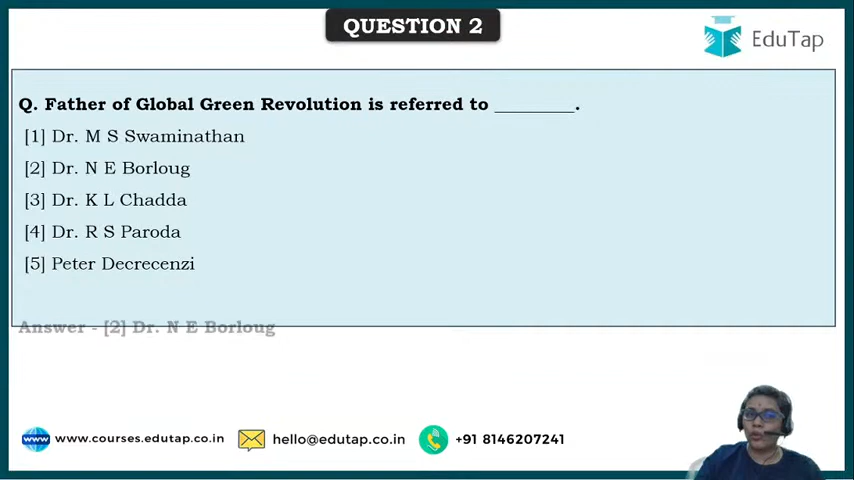 QUESTION 2
EduTap
Q. Father of Global Green Revolution is referred to ________.
[1] Dr. M S Swaminathan
[2] Dr. N E Borloug
[3] Dr. K L Chadda
[4] Dr. R S Paroda
[5] Peter Decrecenzi
Answer - [2] Dr. N E Borloug
www www.courses.edutap.co.in hello@edutap.co.in +91 8146207241